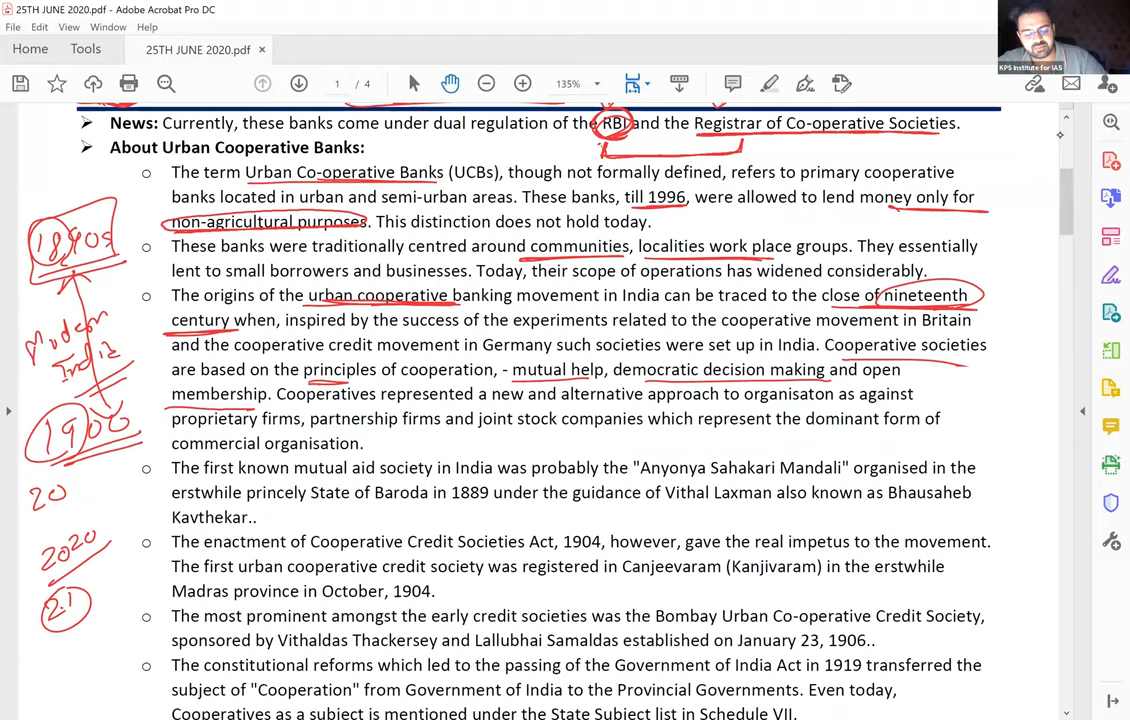 25TH JUNE 2020.pdf - Adobe Acrobat Pro DC
File Edit View Window Help
Home Tools 25TH JUNE 2020.pdf ×
1 / 4 135%
KPS Institute for IAS
➢ News: Currently, these banks come under dual regulation of the RBI and the Registrar of Co-operative Societies.
➢ About Urban Cooperative Banks:
o The term Urban Co-operative Banks (UCBs), though not formally defined, refers to primary cooperative
banks located in urban and semi-urban areas. These banks, till 1996, were allowed to lend money only for
non-agricultural purposes. This distinction does not hold today.
o These banks were traditionally centred around communities, localities work place groups. They essentially
lent to small borrowers and businesses. Today, their scope of operations has widened considerably.
o The origins of the urban cooperative banking movement in India can be traced to the close of nineteenth
century when, inspired by the success of the experiments related to the cooperative movement in Britain
and the cooperative credit movement in Germany such societies were set up in India. Cooperative societies
are based on the principles of cooperation, - mutual help, democratic decision making and open
membership. Cooperatives represented a new and alternative approach to organisaton as against
proprietary firms, partnership firms and joint stock companies which represent the dominant form of
commercial organisation.
o The first known mutual aid society in India was probably the "Anyonya Sahakari Mandali" organised in the
erstwhile princely State of Baroda in 1889 under the guidance of Vithal Laxman also known as Bhausaheb
Kavthekar..
o The enactment of Cooperative Credit Societies Act, 1904, however, gave the real impetus to the movement.
The first urban cooperative credit society was registered in Canjeevaram (Kanjivaram) in the erstwhile
Madras province in October, 1904.
o The most prominent amongst the early credit societies was the Bombay Urban Co-operative Credit Society,
sponsored by Vithaldas Thackersey and Lallubhai Samaldas established on January 23, 1906..
o The constitutional reforms which led to the passing of the Government of India Act in 1919 transferred the
subject of "Cooperation" from Government of India to the Provincial Governments. Even today,
Cooperatives as a subject is mentioned under the State Subject list in Schedule VII.
Modern
India
1900
20
2020